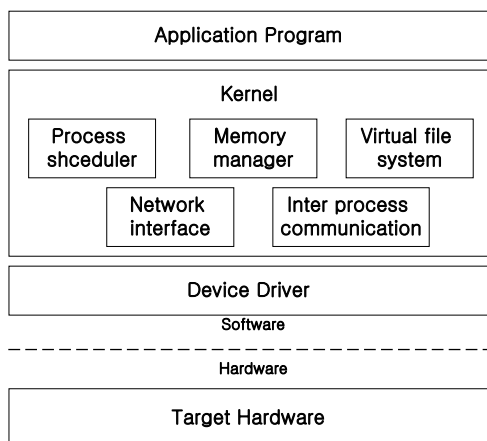 Application Program
Kernel
Process
shceduler
Memory
manager
Virtual file
system
Network
interface
Inter process
communication
Device Driver
Software
Hardware
Target Hardware